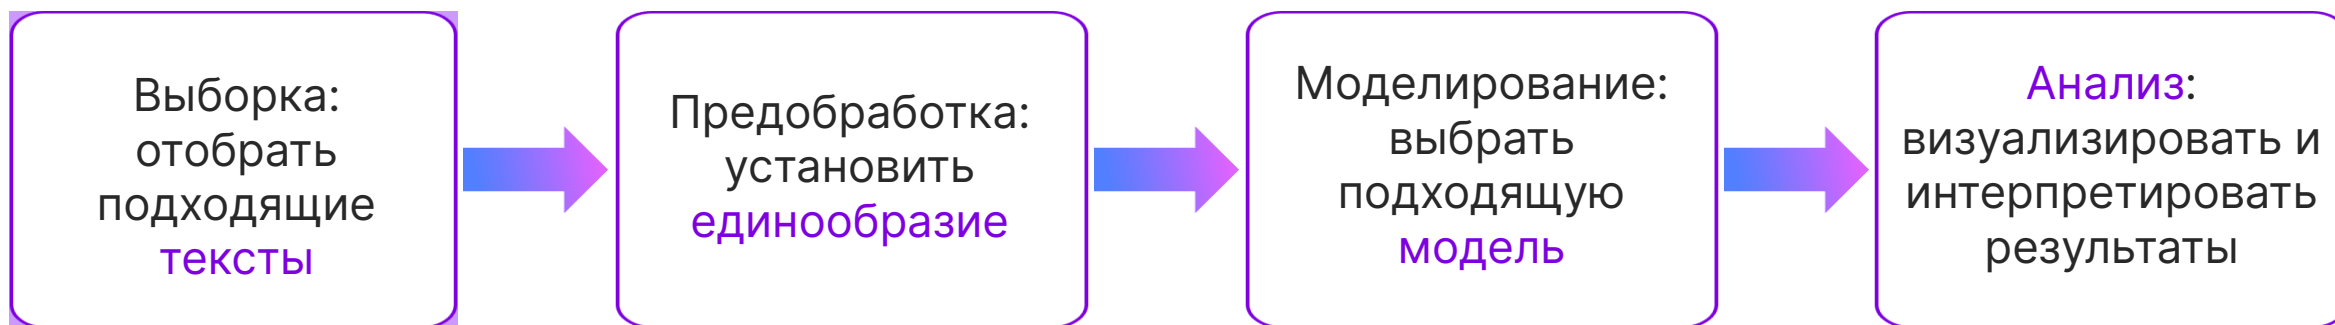 Выборка:
отобрать
подходящие
тексты
Предобработка:
установить
единообразие
Моделирование:
выбрать
подходящую
модель
Анализ:
визуализировать и
интерпретировать
результаты